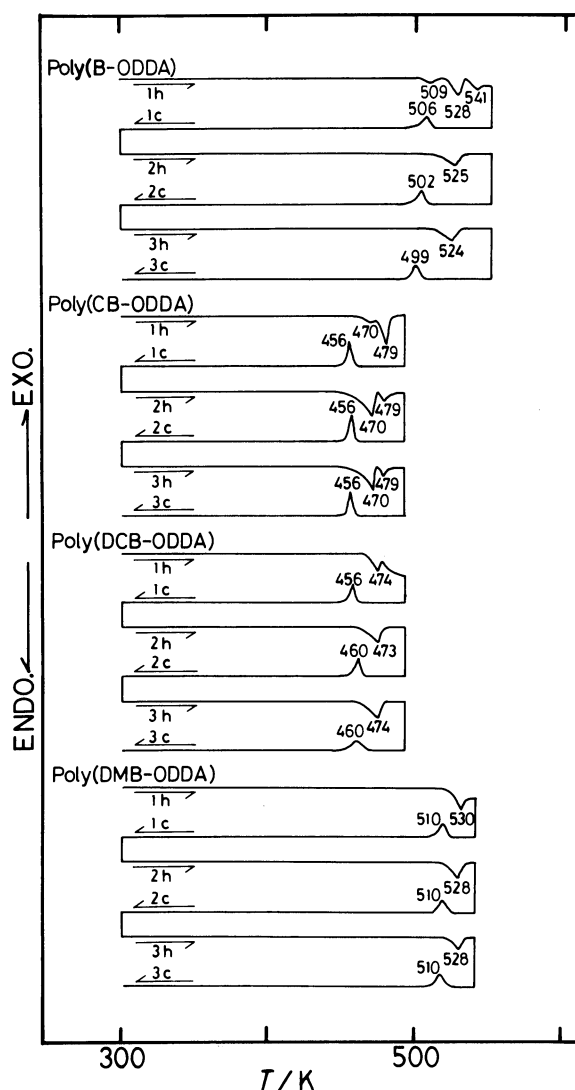 Poly(B-ODDA)
1h 509 528 541
1c 506
2h 525
2c 502
3h 524
3c 499
Poly(CB-ODDA)
1h 470 479
1c 456
2h 470 479
2c 456
3h 470 479
3c 456
Poly(DCB-ODDA)
1h 474
1c 456
2h 473
2c 460
3h 474
3c 460
Poly(DMB-ODDA)
1h 530
1c 510
2h 528
2c 510
3h 528
3c 510
EXO.
ENDO.
300 500
T / K